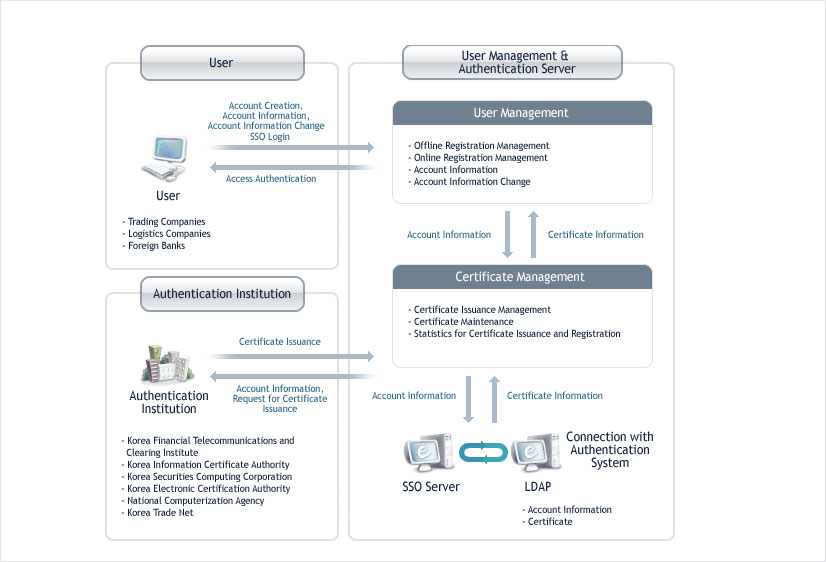 User
Account Creation,
Account Information,
Account Information Change
SSO Login
Access Authentication
User
- Trading Companies
- Logistics Companies
- Foreign Banks
Authentication Institution
Certificate Issuance
Account Information,
Request for Certificate
Issuance
Authentication
Institution
- Korea Financial Telecommunications and
Clearing Institute
- Korea Information Certificate Authority
- Korea Securities Computing Corporation
- Korea Electronic Certification Authority
- National Computerization Agency
- Korea Trade Net
User Management &
Authentication Server
User Management
- Offline Registration Management
- Online Registration Management
- Account Information
- Account Information Change
Account Information
Certificate Information
Certificate Management
- Certificate Issuance Management
- Certificate Maintenance
- Statistics for Certificate Issuance and Registration
Account Information
Certificate Information
SSO Server
LDAP
Connection with
Authentication
System
- Account Information
- Certificate